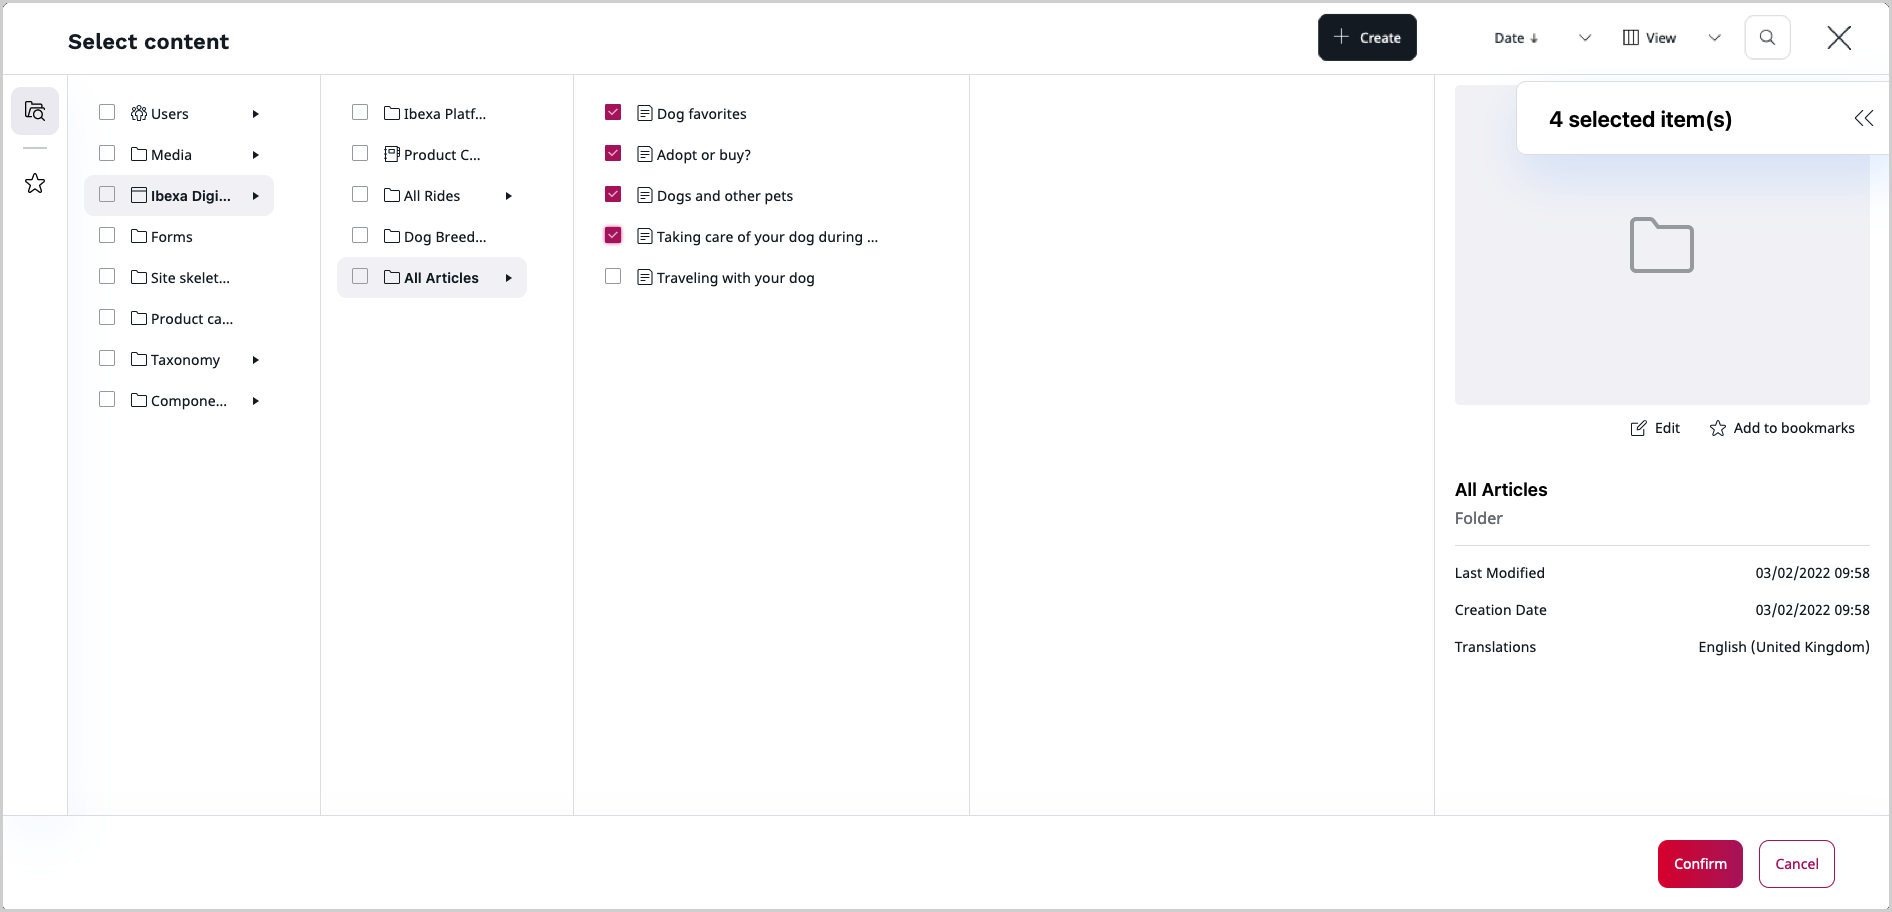 Select content
Create
Date ↓
View
Users
Media
Ibexa Digi...
Forms
Site skelet...
Product ca...
Taxonomy
Compone...
Ibexa Platf...
Product C...
All Rides
Dog Breed...
All Articles
Dog favorites
Adopt or buy?
Dogs and other pets
Taking care of your dog during ...
Traveling with your dog
4 selected item(s)
Edit
Add to bookmarks
All Articles
Folder
Last Modified 03/02/2022 09:58
Creation Date 03/02/2022 09:58
Translations English (United Kingdom)
Confirm
Cancel